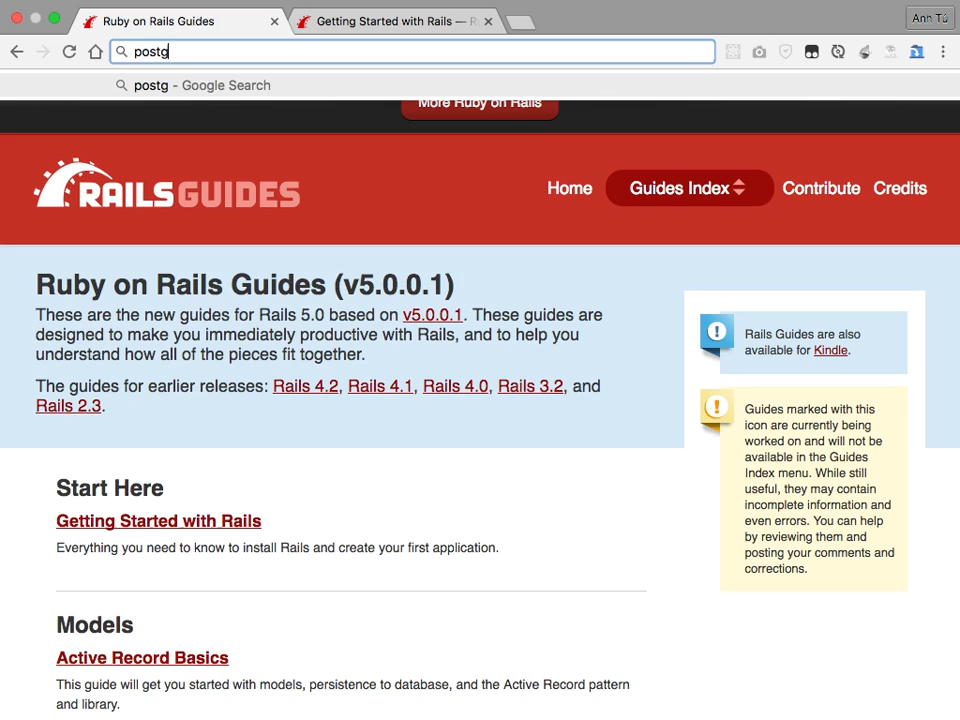 Ruby on Rails Guides
Getting Started with Rails — R
Anh Tú
postg
postg - Google Search
More Ruby on Rails
RAILSGUIDES
Home
Guides Index
Contribute
Credits
Ruby on Rails Guides (v5.0.0.1)
These are the new guides for Rails 5.0 based on v5.0.0.1. These guides are
designed to make you immediately productive with Rails, and to help you
understand how all of the pieces fit together.
The guides for earlier releases: Rails 4.2, Rails 4.1, Rails 4.0, Rails 3.2, and
Rails 2.3.
Rails Guides are also
available for Kindle.
Guides marked with this
icon are currently being
worked on and will not be
available in the Guides
Index menu. While still
useful, they may contain
incomplete information and
even errors. You can help
by reviewing them and
posting your comments and
corrections.
Start Here
Getting Started with Rails
Everything you need to know to install Rails and create your first application.
Models
Active Record Basics
This guide will get you started with models, persistence to database, and the Active Record pattern
and library.